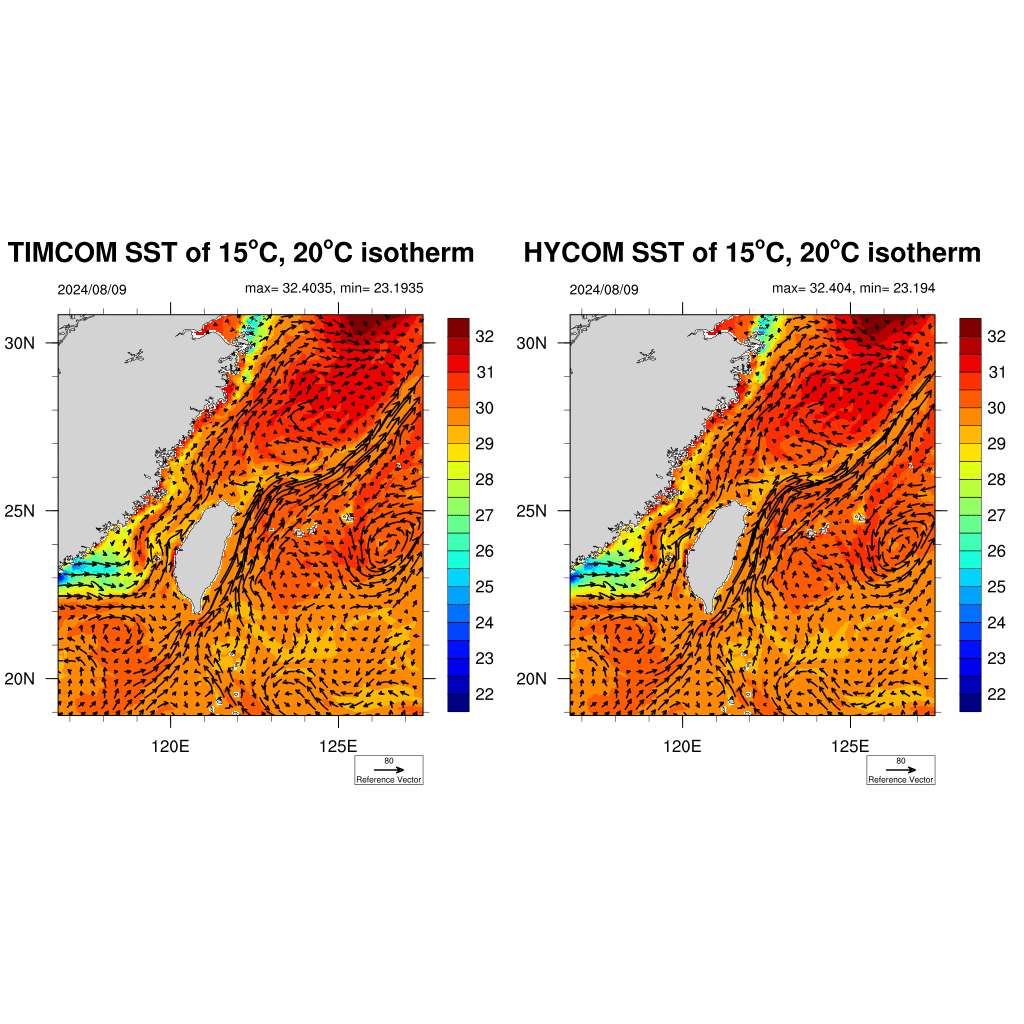 TIMCOM SST of 15°C, 20°C isotherm
2024/08/09
max= 32.4035, min= 23.1935
30N
25N
20N
120E
125E
32
31
30
29
28
27
26
25
24
23
22
80
Reference Vector
HYCOM SST of 15°C, 20°C isotherm
2024/08/09
max= 32.404, min= 23.194
30N
25N
20N
120E
125E
32
31
30
29
28
27
26
25
24
23
22
80
Reference Vector